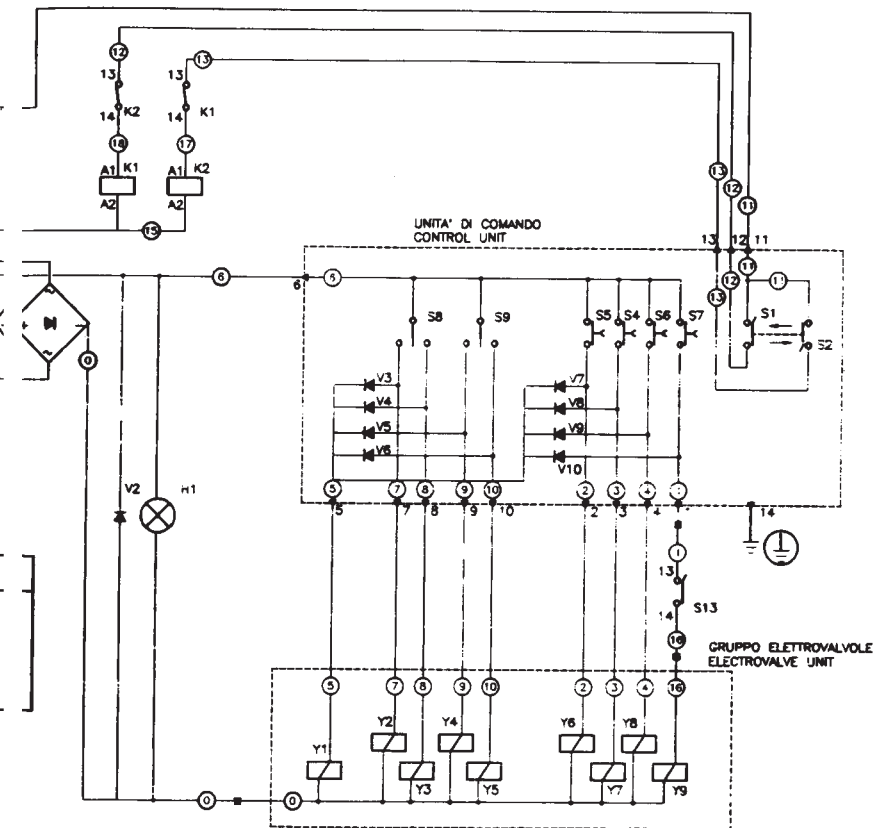 12
13
13
13
K2
K1
14
14
18
17
A1 K1
A1 K2
A2
A2
15
13
12
11
UNITA' DI COMANDO
CONTROL UNIT
13 12 11
6
6
6
11
11
12
13
S8
S9
S5
S4
S6
S7
S1
S2
0
V3
V4
V5
V6
V7
V8
V9
V10
V2
H1
5
7
8
9
10
2
3
4
5
7
8
9
10
2
3
4
14
1
13
14
S13
16
GRUPPO ELETTROVALVOLE
ELECTROVALVE UNIT
5
7
8
9
10
2
3
4
16
Y1
Y2
Y3
Y4
Y5
Y6
Y7
Y8
Y9
0
0